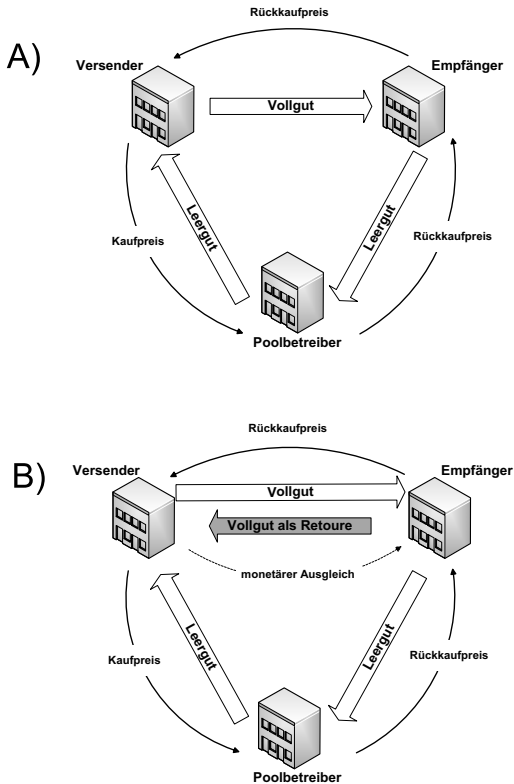 Rückkaufpreis
A)
Versender
Empfänger
Vollgut
Leergut
Leergut
Kaufpreis
Rückkaufpreis
Poolbetreiber
Rückkaufpreis
B)
Versender
Empfänger
Vollgut
Vollgut als Retoure
monetärer Ausgleich
Leergut
Leergut
Kaufpreis
Rückkaufpreis
Poolbetreiber